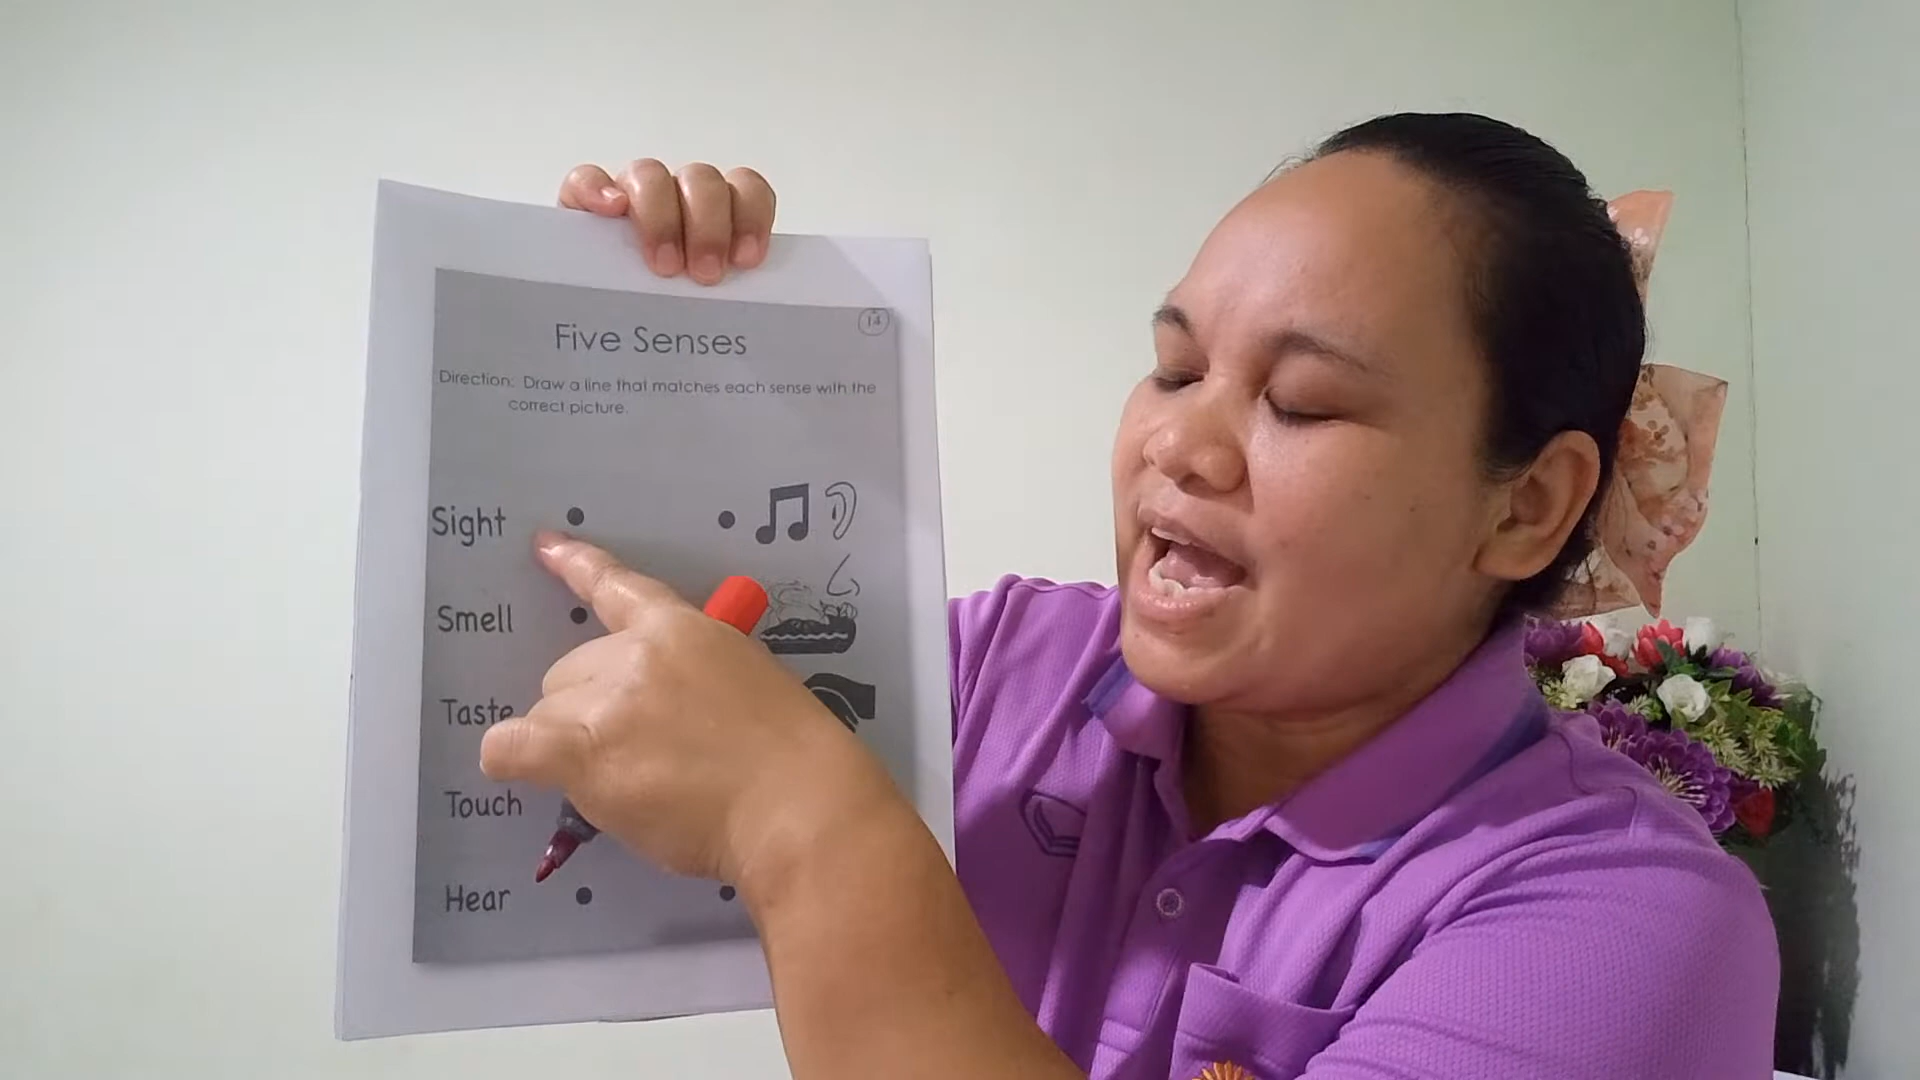 14
Five Senses
Direction: Draw a line that matches each sense with the
correct picture.
Sight
Smell
Taste
Touch
Hear